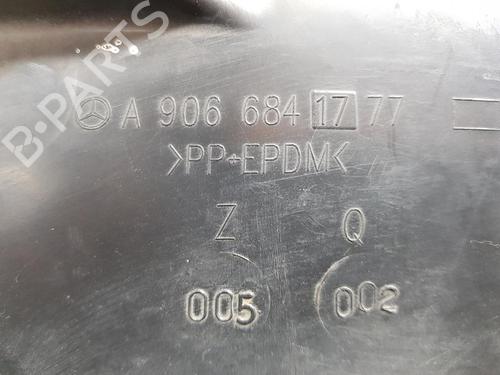 B-PARTS
A 906 684 17 77
>PP+EPDM<
Z Q
005 002